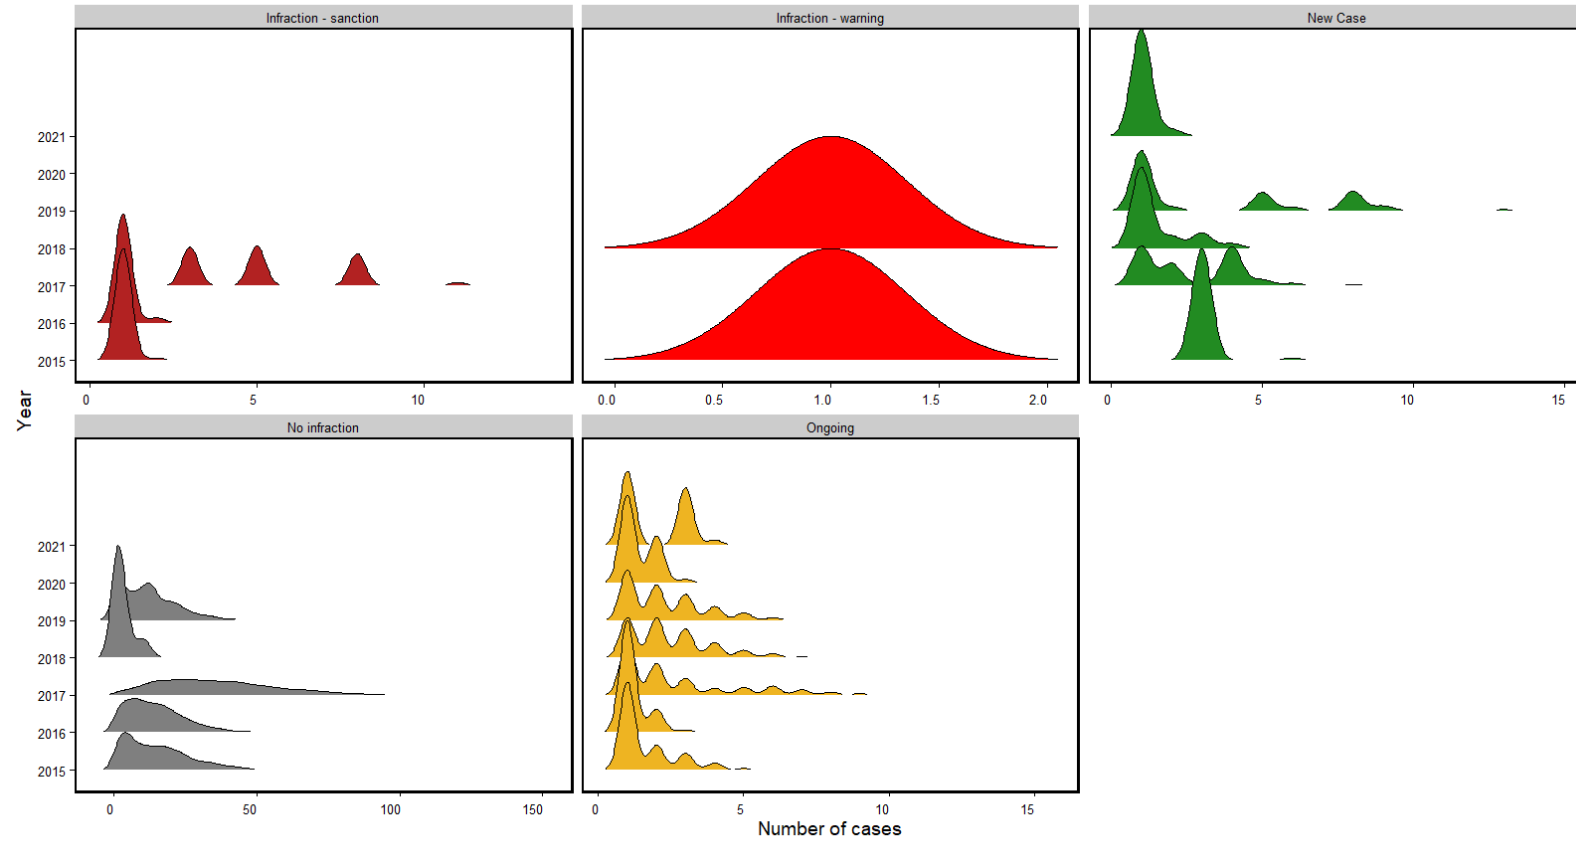 Infraction - sanction
Infraction - warning
New Case
2021
2020
2019
2018
2017
2016
2015
0 5 10
0.0 0.5 1.0 1.5 2.0
0 5 10 15
Year
No infraction
Ongoing
2021
2020
2019
2018
2017
2016
2015
0 50 100 150
0 5 10 15
Number of cases